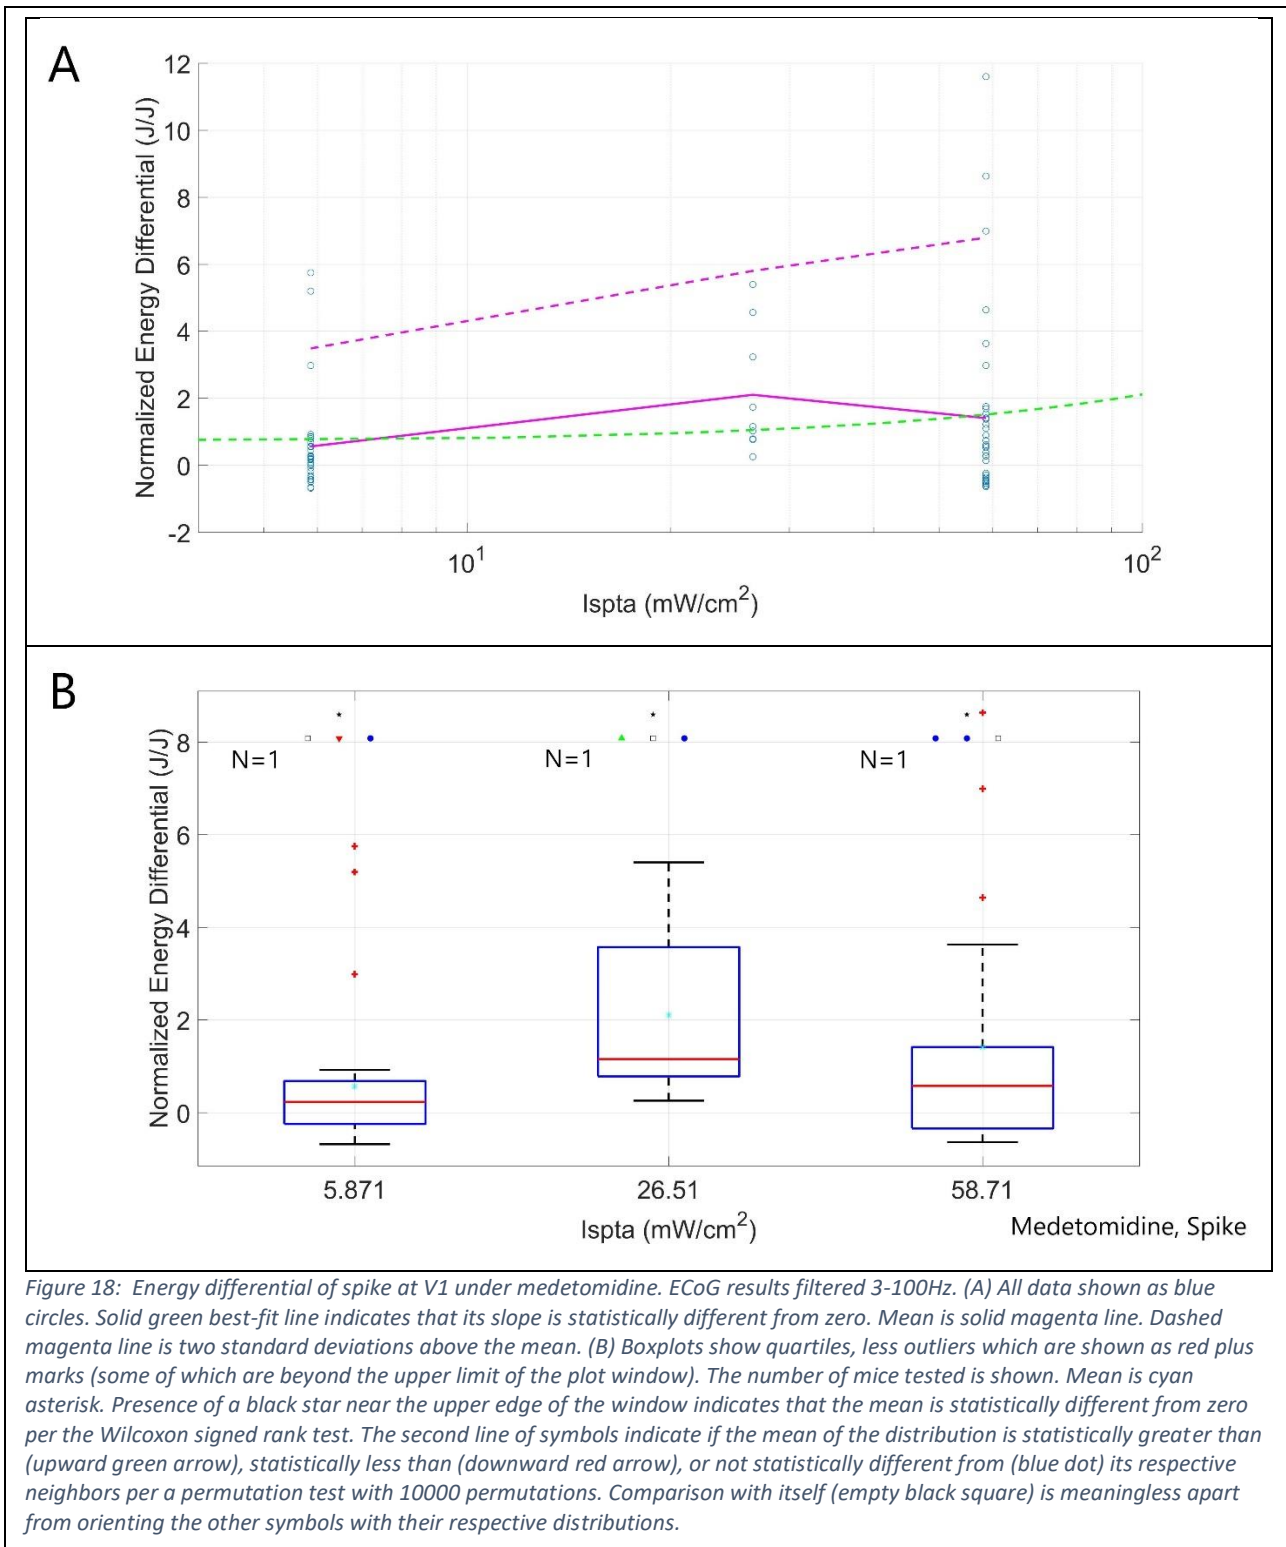 A
Normalized Energy Differential (J/J)
12
10
8
6
4
2
0
-2
10^1
10^2
Ispta (mW/cm^2)
B
Normalized Energy Differential (J/J)
8
6
4
2
0
N=1
N=1
N=1
5.871
26.51
58.71
Ispta (mW/cm^2)
Medetomidine, Spike
Figure 18:  Energy differential of spike at V1 under medetomidine. ECoG results filtered 3-100Hz. (A) All data shown as blue
circles. Solid green best-fit line indicates that its slope is statistically different from zero. Mean is solid magenta line. Dashed
magenta line is two standard deviations above the mean. (B) Boxplots show quartiles, less outliers which are shown as red plus
marks (some of which are beyond the upper limit of the plot window). The number of mice tested is shown. Mean is cyan
asterisk. Presence of a black star near the upper edge of the window indicates that the mean is statistically different from zero
per the Wilcoxon signed rank test. The second line of symbols indicate if the mean of the distribution is statistically greater than
(upward green arrow), statistically less than (downward red arrow), or not statistically different from (blue dot) its respective
neighbors per a permutation test with 10000 permutations. Comparison with itself (empty black square) is meaningless apart
from orienting the other symbols with their respective distributions.